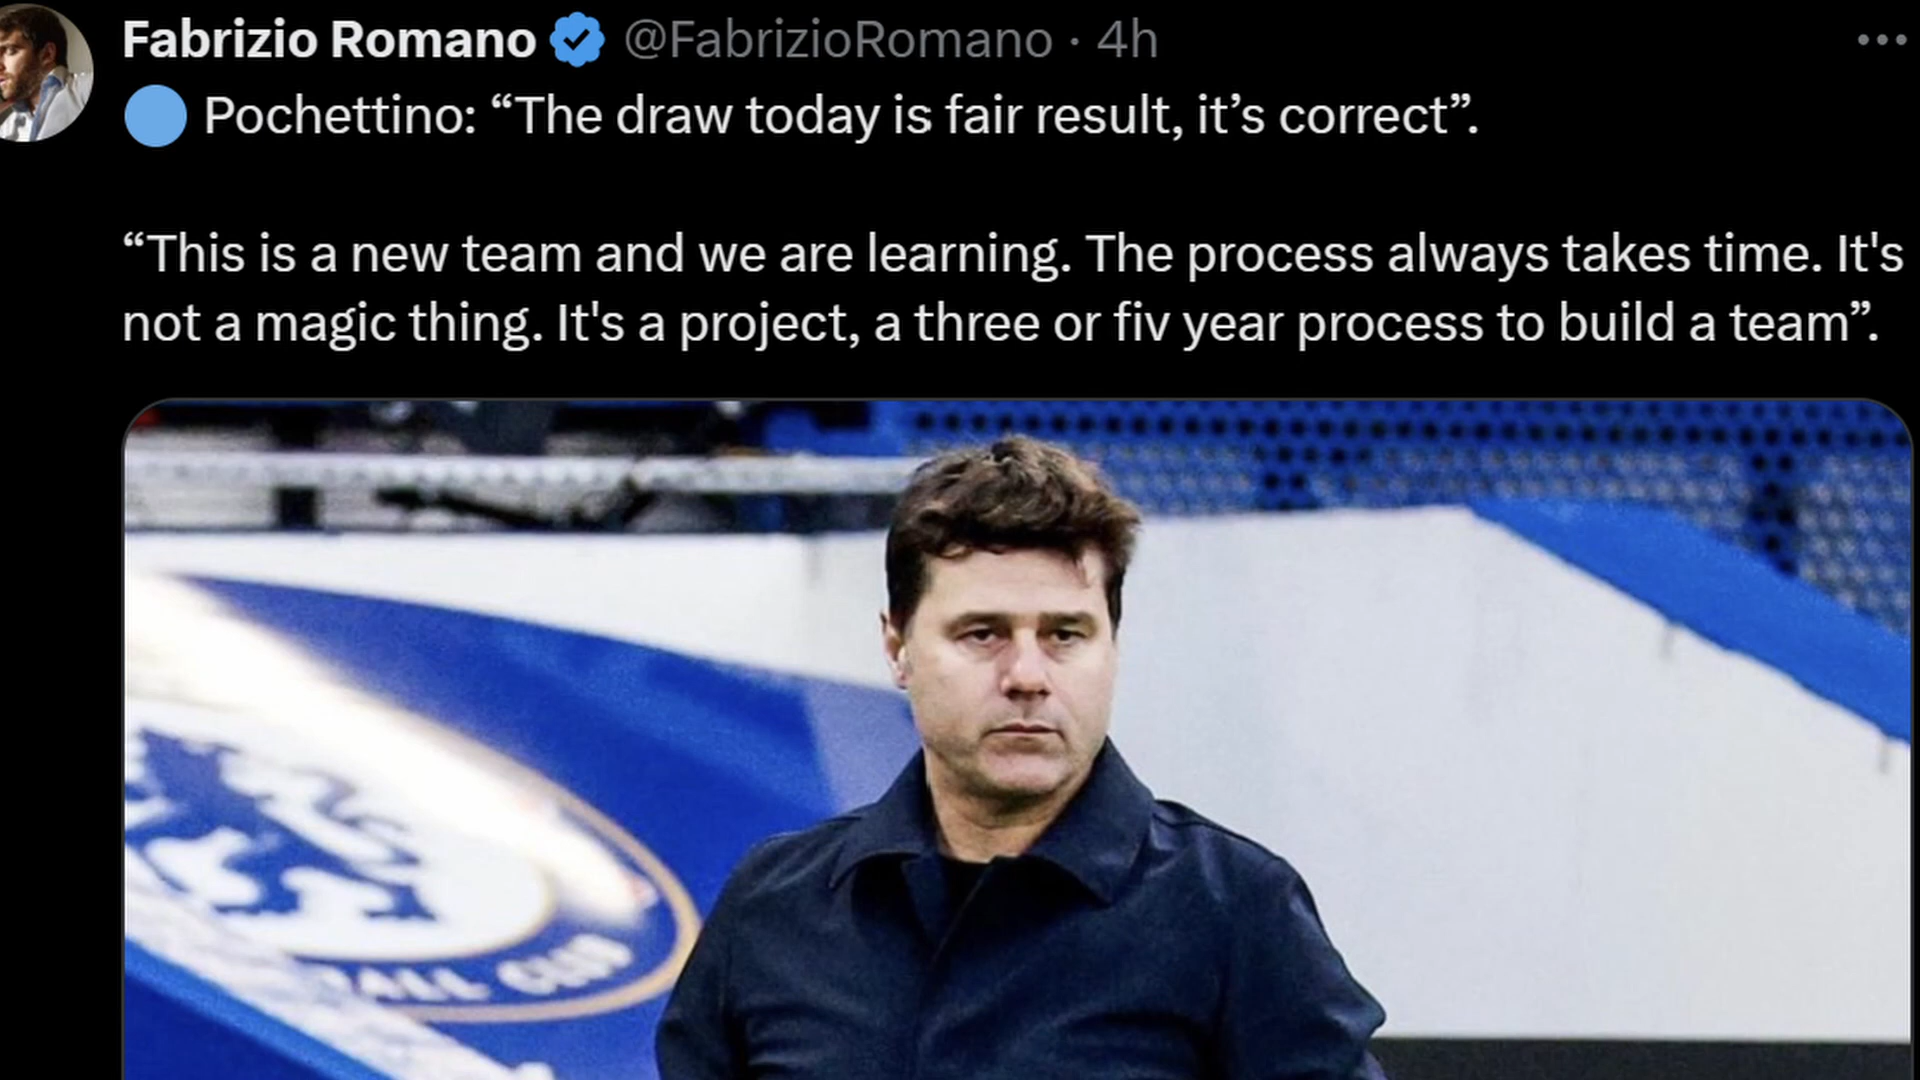 Fabrizio Romano @FabrizioRomano · 4h
Pochettino: “The draw today is fair result, it’s correct”.
“This is a new team and we are learning. The process always takes time. It's
not a magic thing. It's a project, a three or fiv year process to build a team”.
ALL CLUB